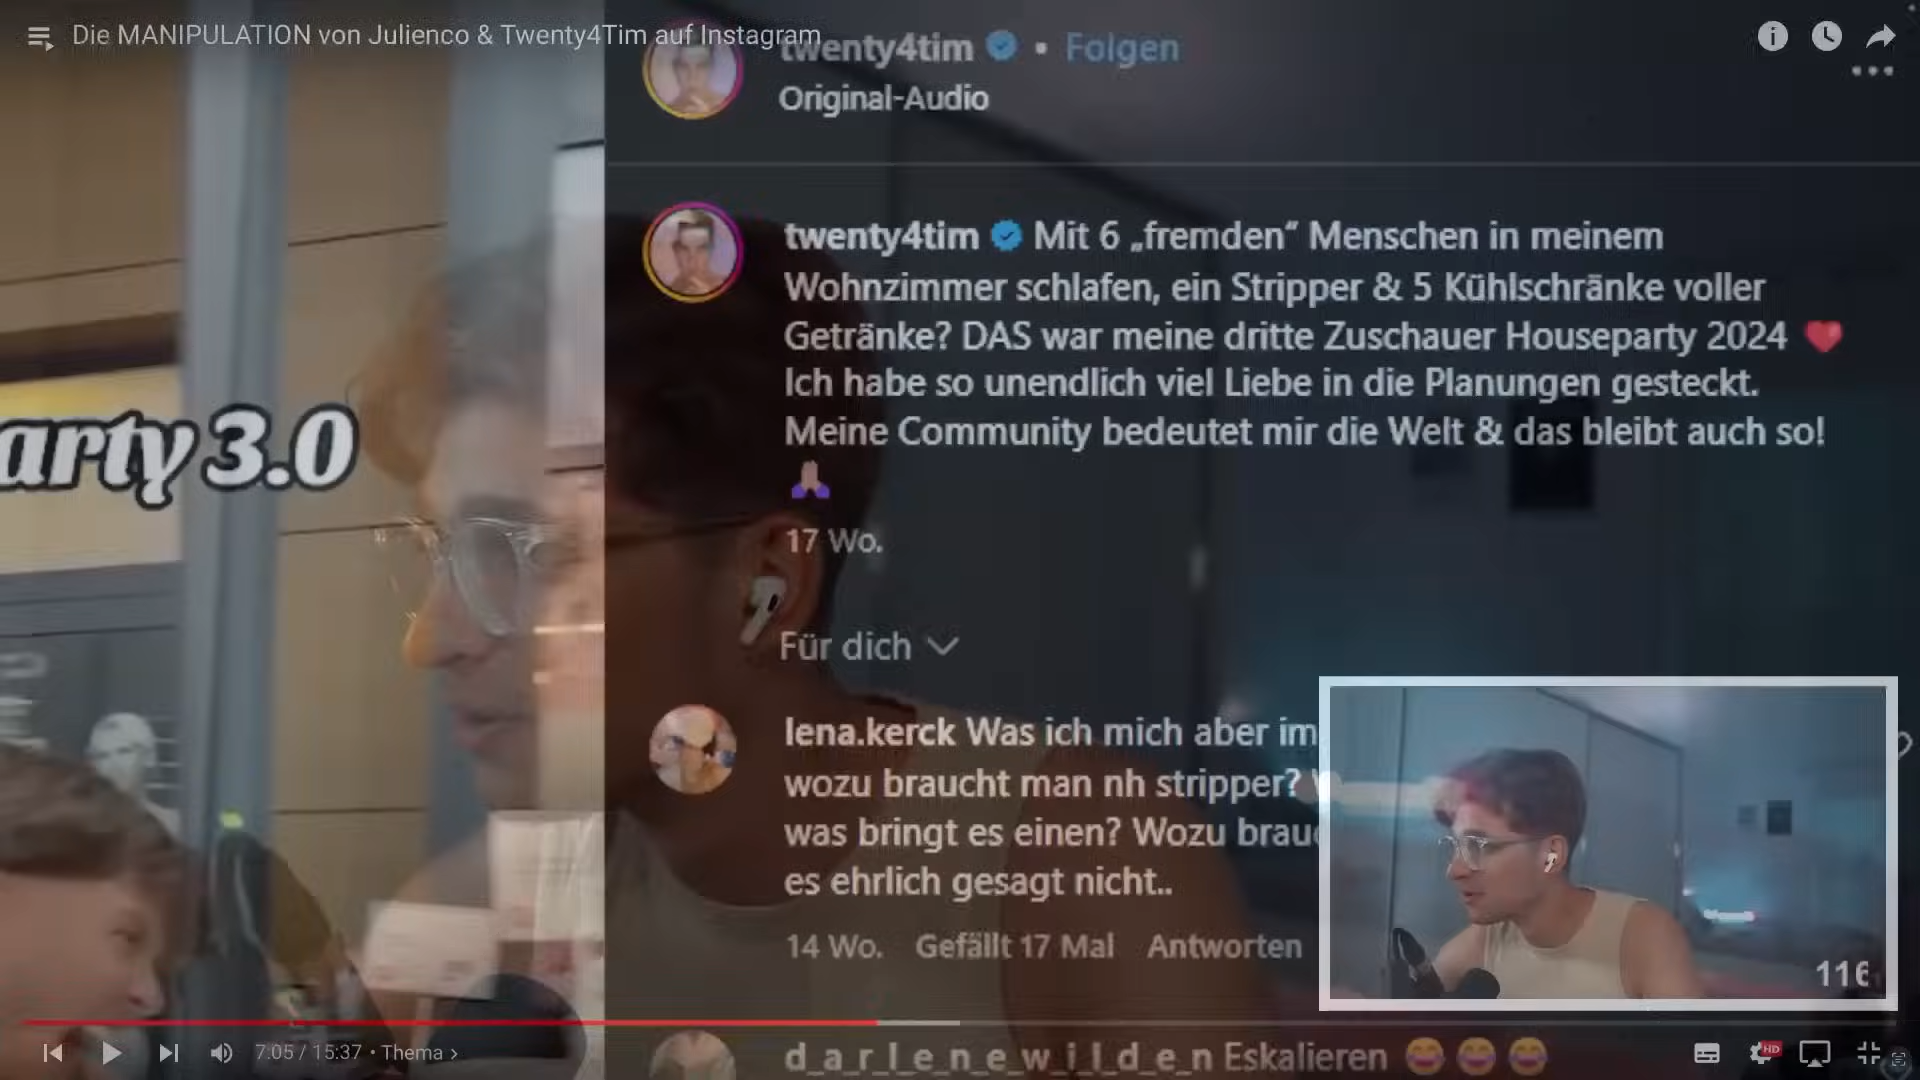 Die MANIPULATION von Julienco & Twenty4Tim auf Instagram
twenty4tim • Folgen
Original-Audio
twenty4tim Mit 6 „fremden“ Menschen in meinem
Wohnzimmer schlafen, ein Stripper & 5 Kühlschränke voller
Getränke? DAS war meine dritte Zuschauer Houseparty 2024 ❤️
Ich habe so unendlich viel Liebe in die Planungen gesteckt.
Meine Community bedeutet mir die Welt & das bleibt auch so!
🙏
17 Wo.
arty 3.0
Für dich
lena.kerck Was ich mich aber im
wozu braucht man nh stripper?
was bringt es einen? Wozu brau
es ehrlich gesagt nicht..
14 Wo. Gefällt 17 Mal Antworten
116
d_a_r_l_e_n_e_w_i_l_d_e_n Eskalieren 😂😂😂
7:05 / 15:37 • Thema ›
HD